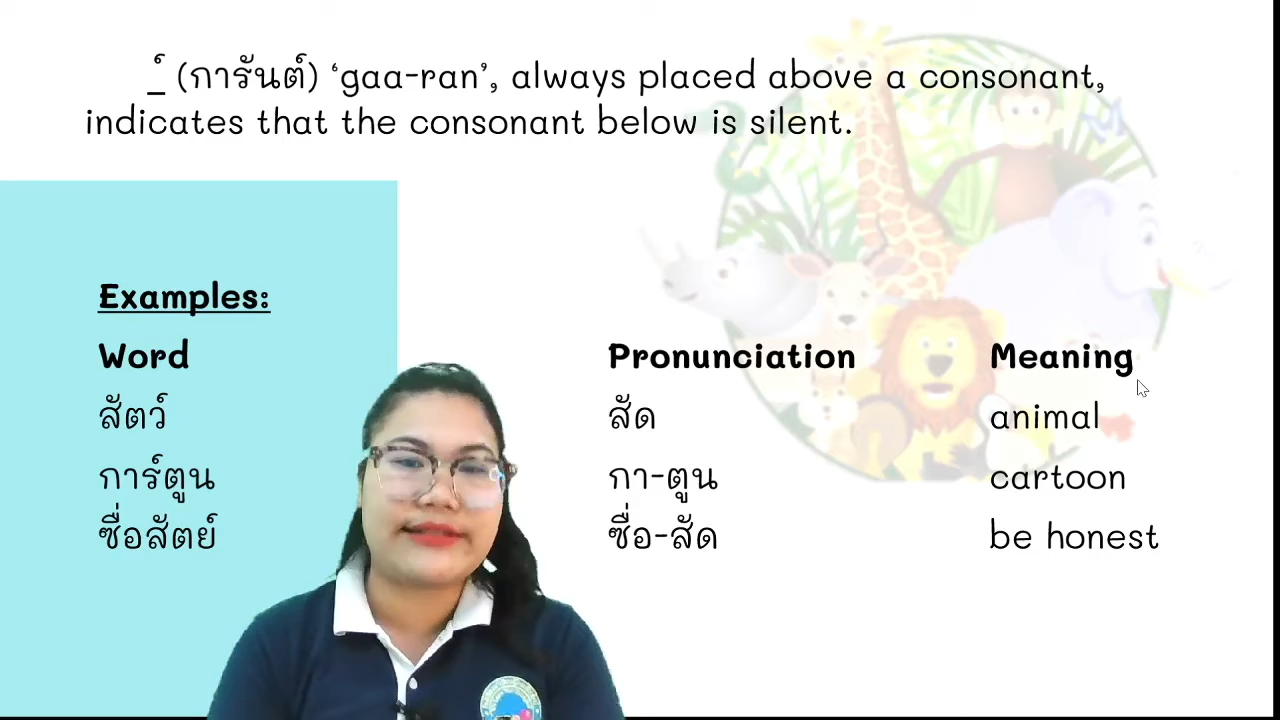 _์ (การันต์) ‘gaa-ran’, always placed above a consonant,
indicates that the consonant below is silent.
Examples:
Word Pronunciation Meaning
สัตว์ สัด animal
การ์ตูน กา-ตูน cartoon
ซื่อสัตย์ ซื่อ-สัด be honest